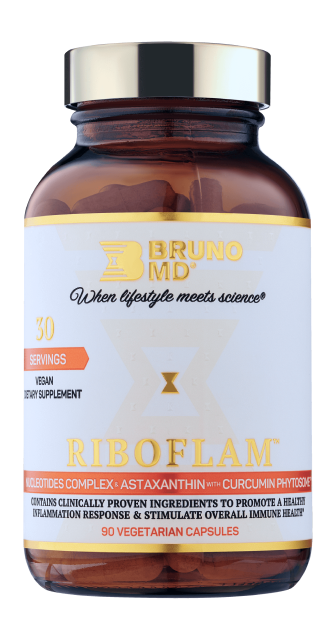 BRUNO
MD®
When lifestyle meets science®
30
SERVINGS
VEGAN
DIETARY SUPPLEMENT
RIBOFLAM™
NUCLEOTIDES COMPLEX & ASTAXANTHIN WITH CURCUMIN PHYTOSOME
CONTAINS CLINICALLY PROVEN INGREDIENTS TO PROMOTE A HEALTHY
INFLAMMATION RESPONSE & STIMULATE OVERALL IMMUNE HEALTH*
90 VEGETARIAN CAPSULES